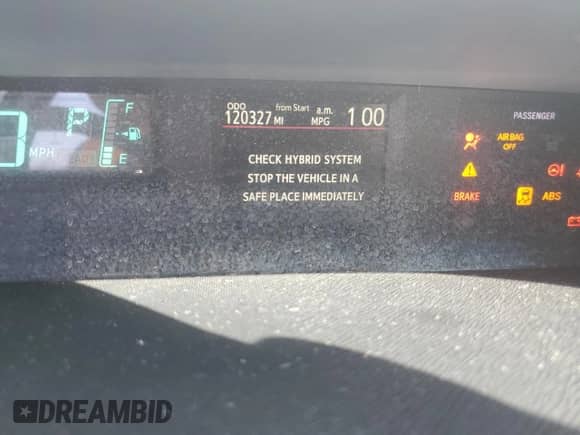 P
F
E
MPH
ODO
from Start
a.m.
120327 MI
MPG
1 00
CHECK HYBRID SYSTEM
STOP THE VEHICLE IN A
SAFE PLACE IMMEDIATELY
PASSENGER
AIR BAG
OFF
BRAKE
ABS
DREAMBID